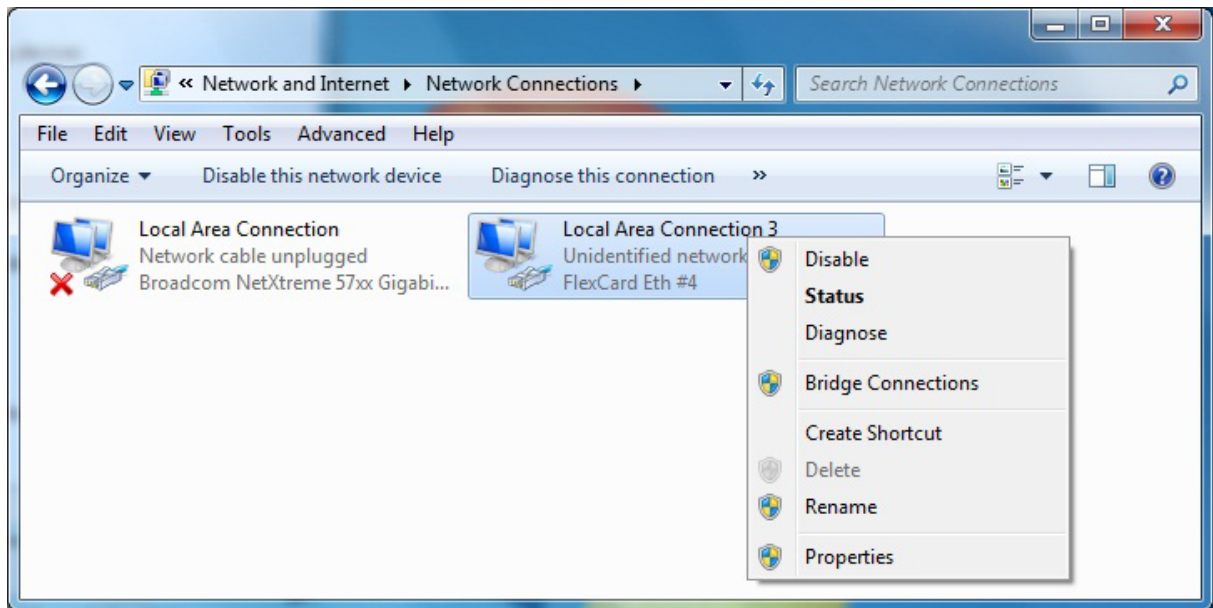 « Network and Internet ▸ Network Connections ▸
Search Network Connections
File Edit View Tools Advanced Help
Organize Disable this network device Diagnose this connection »
Local Area Connection
Network cable unplugged
Broadcom NetXtreme 57xx Gigabi...
Local Area Connection 3
Unidentified network
FlexCard Eth #4
Disable
Status
Diagnose
Bridge Connections
Create Shortcut
Delete
Rename
Properties